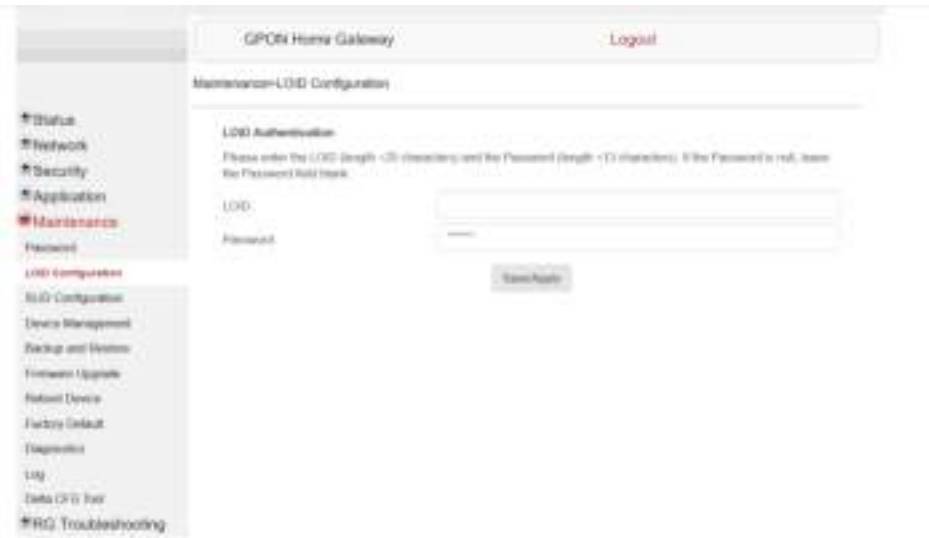 GPON Home Gateway
Logout
Maintenance>LOID Configuration
Status
Network
Security
Application
Maintenance
Password
LOID Configuration
SLID Configuration
Device Management
Backup and Restore
Firmware Upgrade
Reboot Device
Factory Default
Diagnostics
Log
Delta CFG Tool
RG Troubleshooting
LOID Authentication
Please enter the LOID (length <25 characters) and the Password (length <13 characters). If the Password is null, leave
the Password field blank.
LOID
Password
Save/Apply